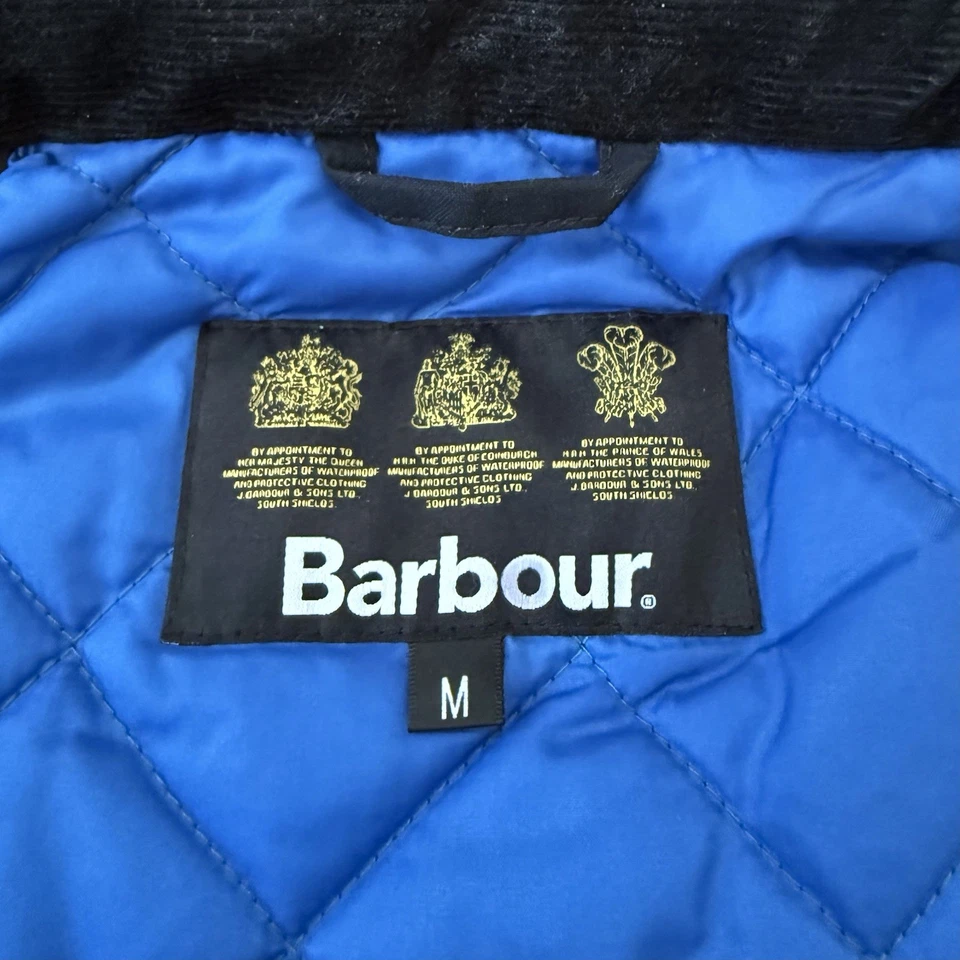 BY APPOINTMENT TO
HER MAJESTY THE QUEEN
MANUFACTURERS OF WATERPROOF
AND PROTECTIVE CLOTHING
J.BARBOUR & SONS LTD.,
SOUTH SHIELDS.
BY APPOINTMENT TO
H.R.H. THE DUKE OF EDINBURGH
MANUFACTURERS OF WATERPROOF
AND PROTECTIVE CLOTHING
J.BARBOUR & SONS LTD.,
SOUTH SHIELDS.
BY APPOINTMENT TO
H.R.H. THE PRINCE OF WALES
MANUFACTURERS OF WATERPROOF
AND PROTECTIVE CLOTHING
J.BARBOUR & SONS LTD.,
SOUTH SHIELDS
Barbour®
M